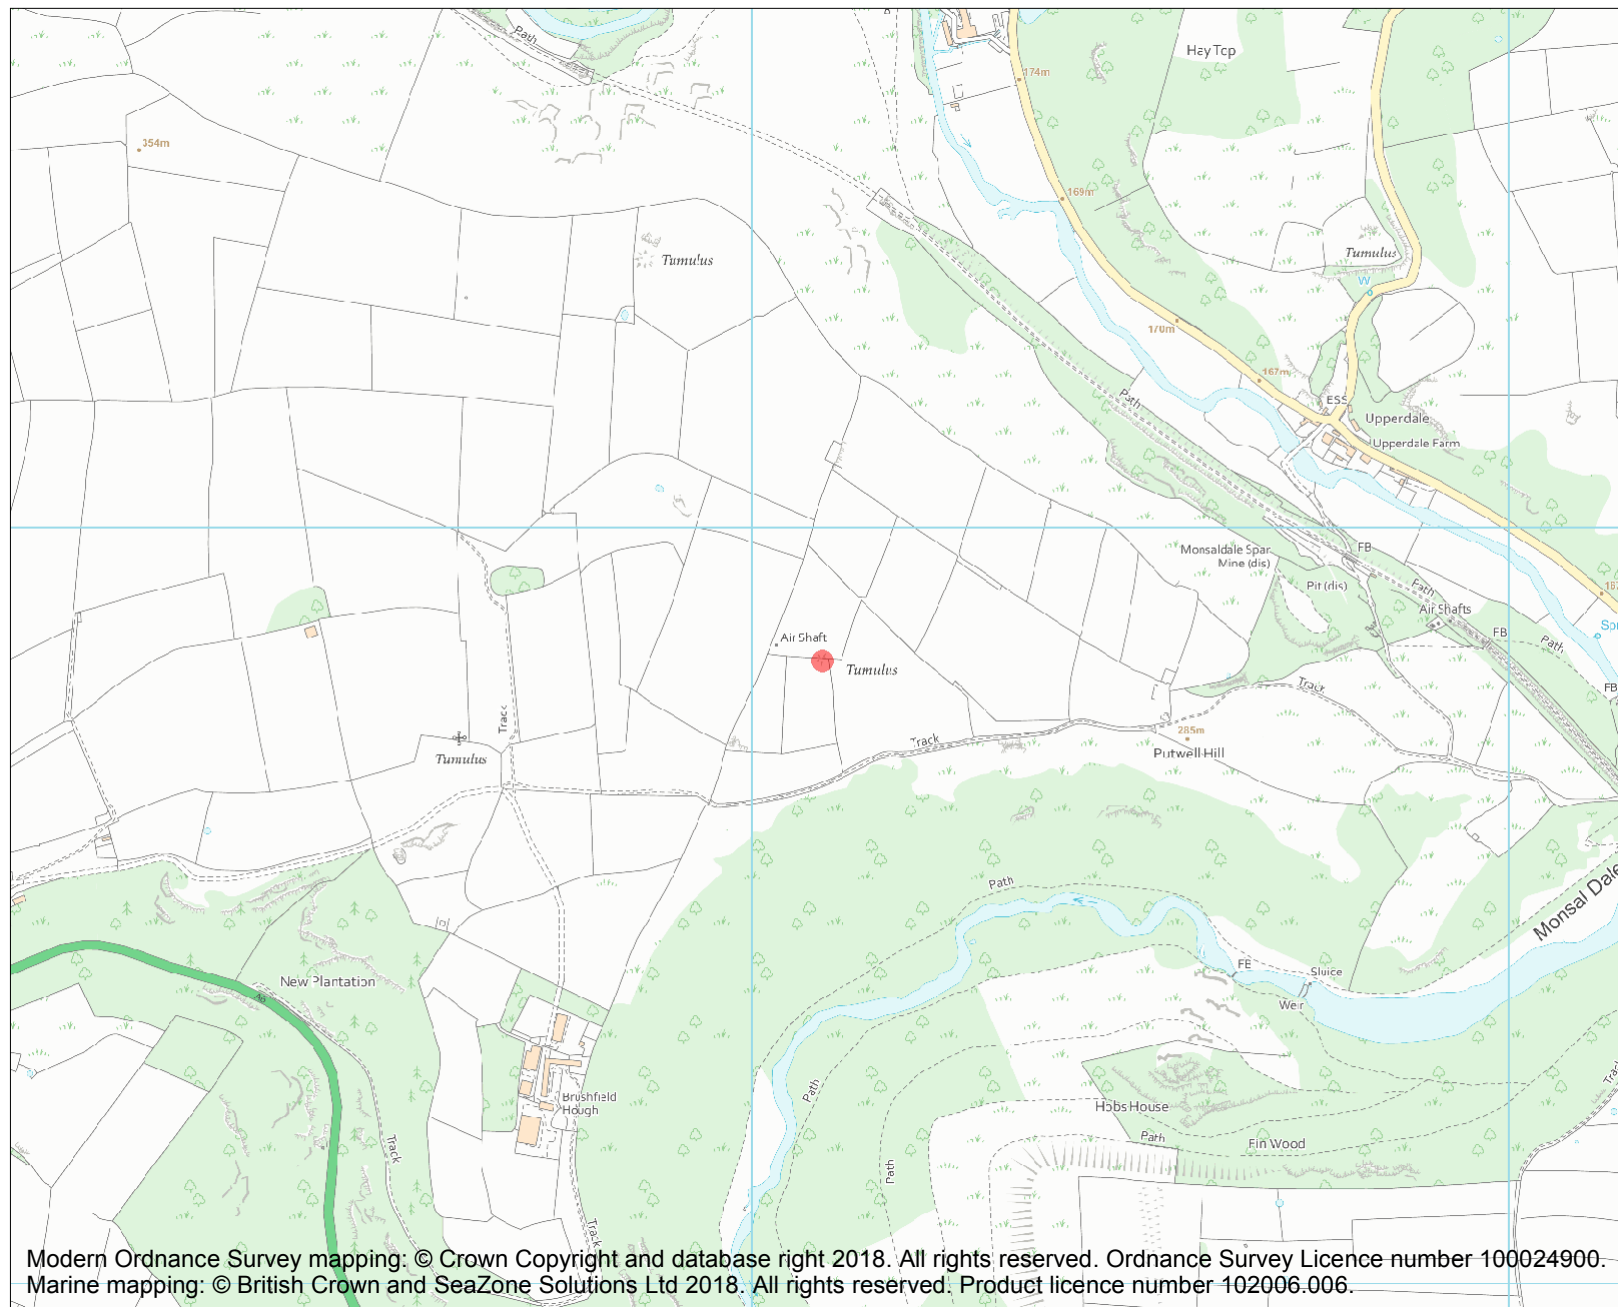 Path
Hay Top
174m
354m
169m
Tumulus
Tumulus
W
170m
167m
Path
ESS
Upperdale
Upperdale Farm
Monsaldale Spar
Mine (dis)
FB
Pit (dis)
Path
Air Shafts
FB
Path
Air Shaft
Tumulus
FB
Track
Track
Tumulus
Track
285m
Putwell Hill
Path
Monsal Dale
FB
Sluice
Weir
New Plantation
A6
Path
Brushfield
Hough
Hobs House
Path
Fin Wood
Track
Path
Track
Modern Ordnance Survey mapping: © Crown Copyright and database right 2018. All rights reserved. Ordnance Survey Licence number 100024900.
Marine mapping: © British Crown and SeaZone Solutions Ltd 2018. All rights reserved. Product licence number 102006.006.